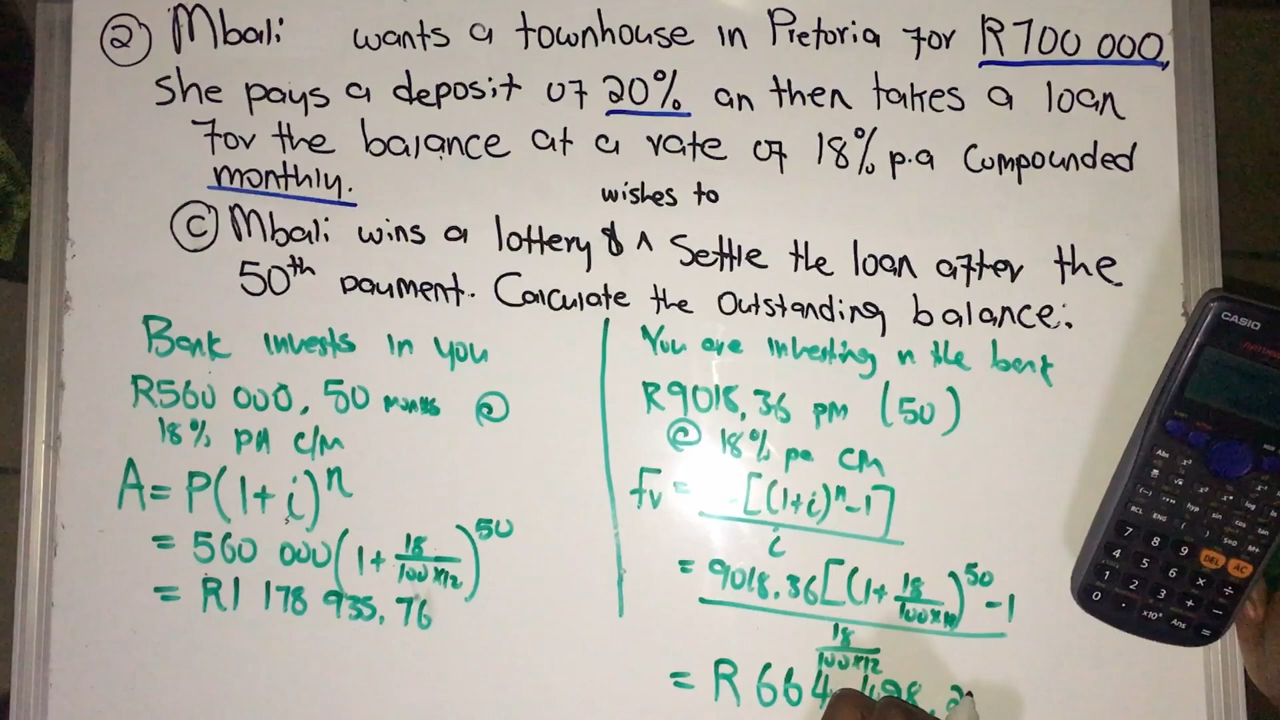 ② Mbali wants a townhouse in Pretoria for R700 000,
she pays a deposit of 20% an then takes a loan
for the balance at a rate of 18% p.a compounded
monthly.
wishes to
Ⓒ Mbali wins a lottery & ^ Settle the loan after the
50th payment. Calculate the Outstanding balance:
Bank invests in you
R560 000, 50 months @
18% PA C/M
A = P(1+i)^n
= 560 000(1+18/100×12)^50
= R1 178 935,76
You are investing n the bank
R9018,36 pm (50)
@ 18% pa CM
Fv = [(1+i)^n-1]
i
= 9018,36[(1+18/100×12)^50-1
18/100×12
= R664
CASIO